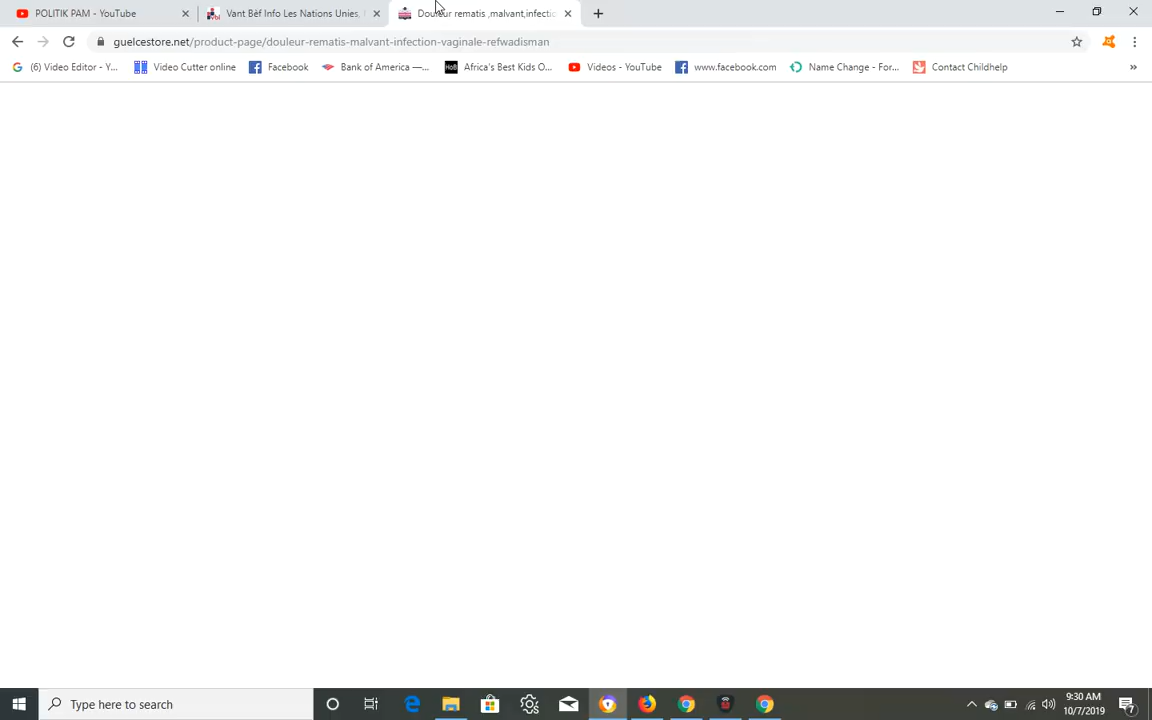 POLITIK PAM - YouTube
Vant Bèf Info Les Nations Unies,
Douleur rematis ,malvant,infectio
guelcestore.net/product-page/douleur-rematis-malvant-infection-vaginale-refwadisman
(6) Video Editor - Y...
Video Cutter online
Facebook
Bank of America —...
Africa's Best Kids O...
Videos - YouTube
www.facebook.com
Name Change - For...
Contact Childhelp
Type here to search
9:30 AM
10/7/2019
7